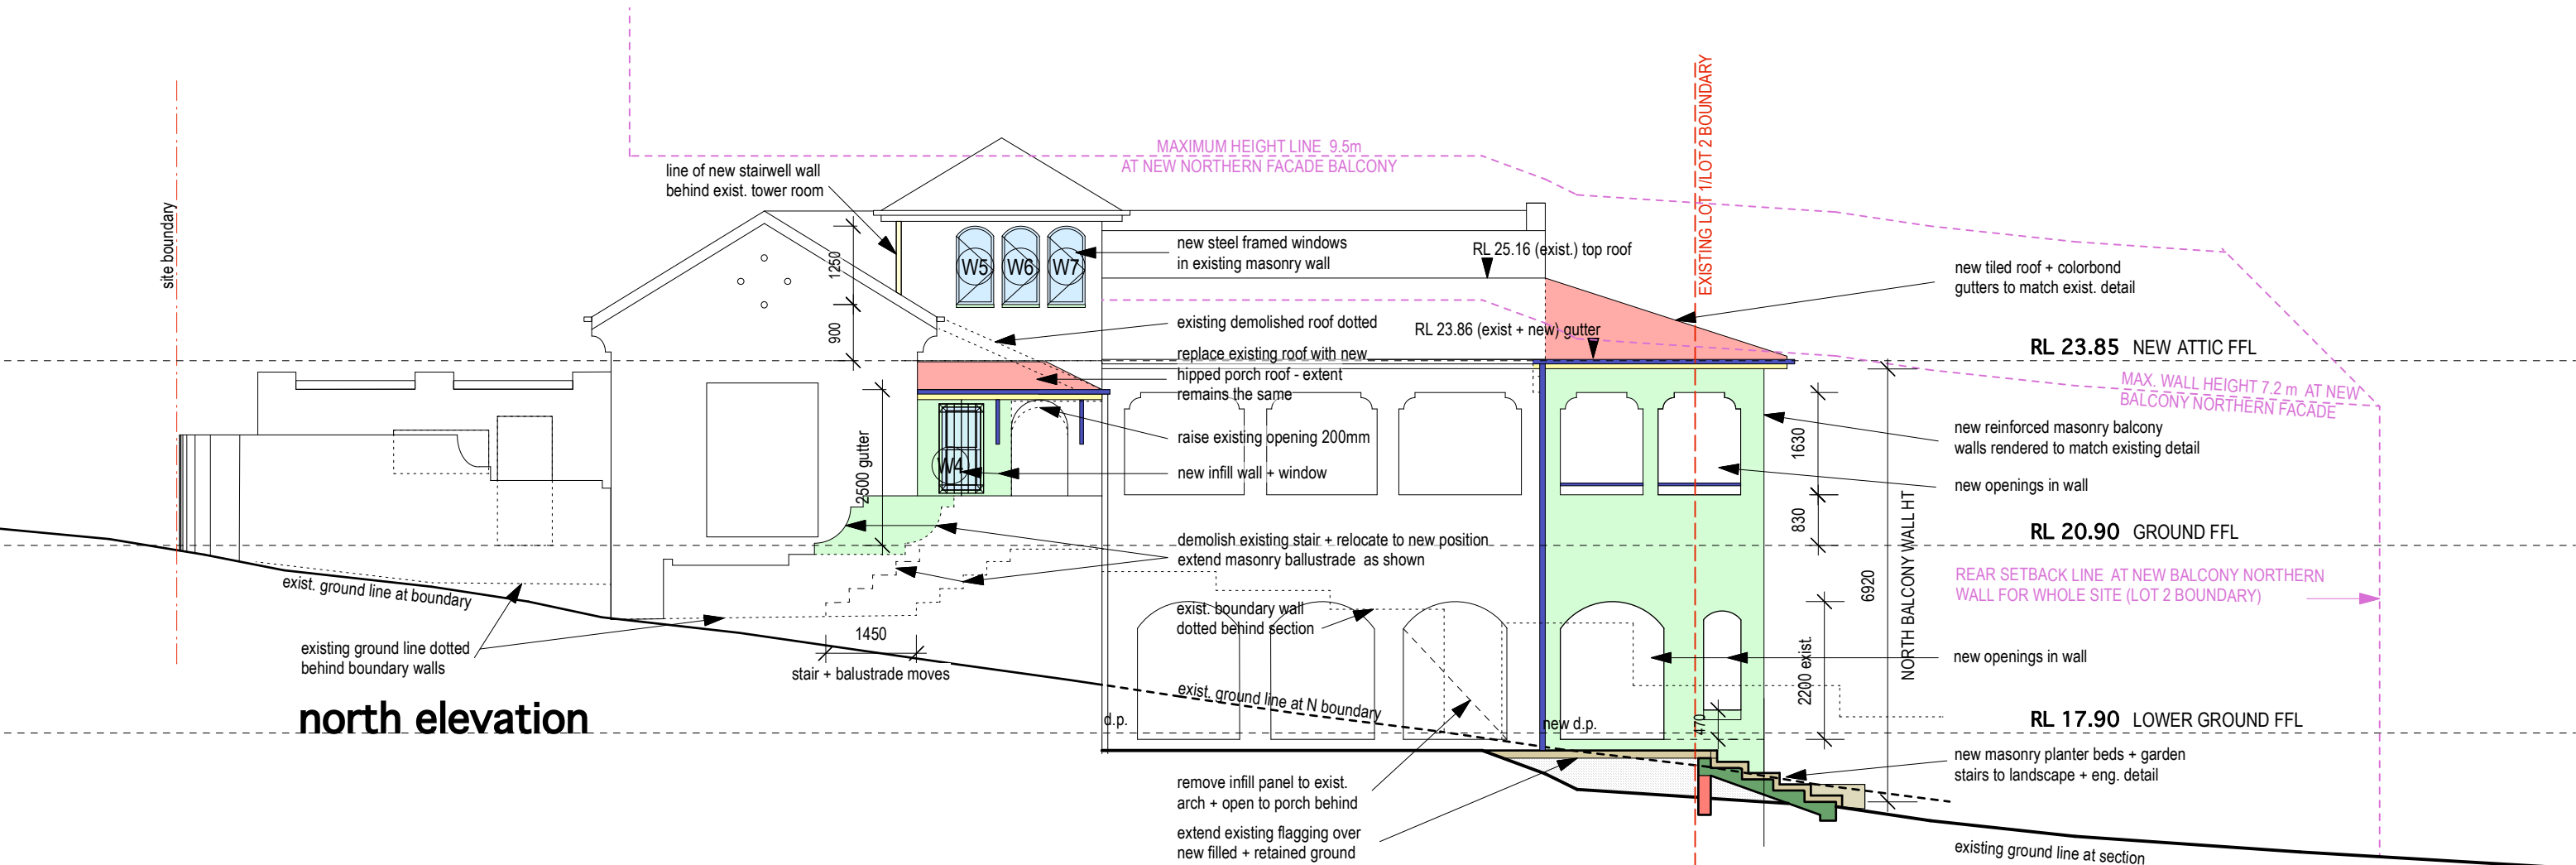 MAXIMUM HEIGHT LINE 9.5m
AT NEW NORTHERN FACADE BALCONY
EXISTING LOT 1/LOT 2 BOUNDARY
site boundary
line of new stairwell wall
behind exist. tower room
1250
900
W5
W6
W7
new steel framed windows
in existing masonry wall
RL 25.16 (exist.) top roof
new tiled roof + colorbond
gutters to match exist. detail
existing demolished roof dotted
RL 23.86 (exist + new) gutter
replace existing roof with new
hipped porch roof - extent
remains the same
RL 23.85 NEW ATTIC FFL
MAX. WALL HEIGHT 7.2 m AT NEW
BALCONY NORTHERN FACADE
raise existing opening 200mm
new infill wall + window
W4
2500 gutter
1630
830
new reinforced masonry balcony
walls rendered to match existing detail
new openings in wall
RL 20.90 GROUND FFL
demolish existing stair + relocate to new position
extend masonry ballustrade as shown
REAR SETBACK LINE AT NEW BALCONY NORTHERN
WALL FOR WHOLE SITE (LOT 2 BOUNDARY)
6920
NORTH BALCONY WALL HT
exist. ground line at boundary
exist. boundary wall
dotted behind section
existing ground line dotted
behind boundary walls
1450
stair + balustrade moves
2200 exist.
new openings in wall
exist. ground line at N boundary
north elevation
d.p.
new d.p.
470
RL 17.90 LOWER GROUND FFL
new masonry planter beds + garden
stairs to landscape + eng. detail
remove infill panel to exist.
arch + open to porch behind
extend existing flagging over
new filled + retained ground
existing ground line at section